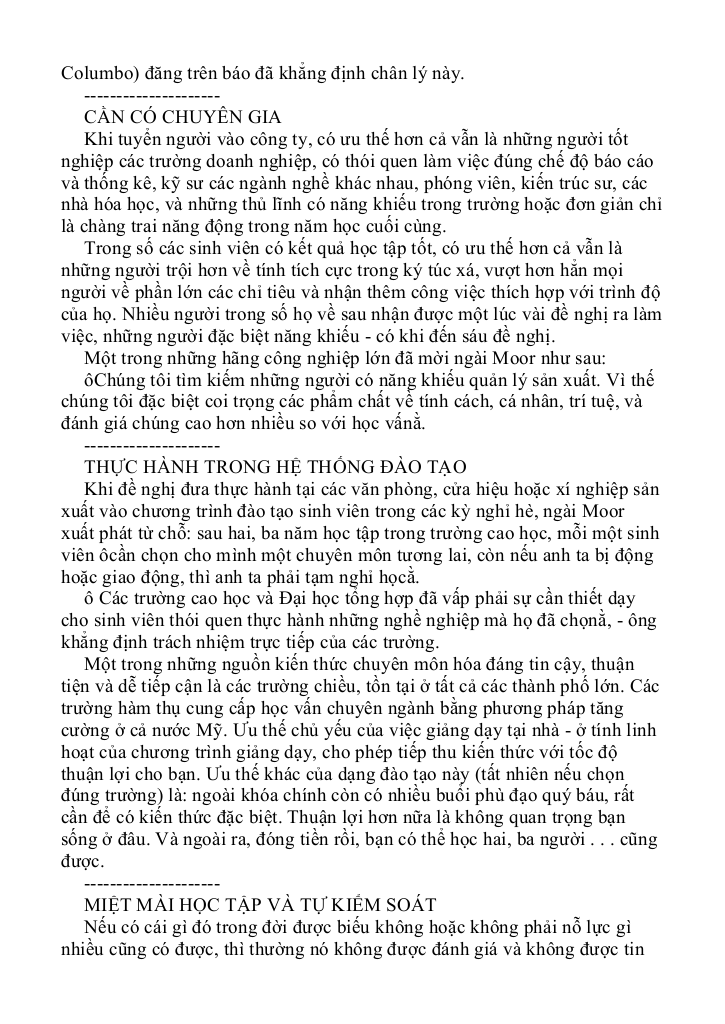 Columbo) đăng trên báo đã khẳng định chân lý này.
---------------------
CẦN CÓ CHUYÊN GIA
Khi tuyển người vào công ty, có ưu thế hơn cả vẫn là những người tốt
nghiệp các trường doanh nghiệp, có thói quen làm việc đúng chế độ báo cáo
và thống kê, kỹ sư các ngành nghề khác nhau, phóng viên, kiến trúc sư, các
nhà hóa học, và những thủ lĩnh có năng khiếu trong trường hoặc đơn giản chỉ
là chàng trai năng động trong năm học cuối cùng.
Trong số các sinh viên có kết quả học tập tốt, có ưu thế hơn cả vẫn là
những người trội hơn về tính tích cực trong ký túc xá, vượt hơn hẳn mọi
người về phần lớn các chỉ tiêu và nhận thêm công việc thích hợp với trình độ
của họ. Nhiều người trong số họ về sau nhận được một lúc vài đề nghị ra làm
việc, những người đặc biệt năng khiếu - có khi đến sáu đề nghị.
Một trong những hãng công nghiệp lớn đã mời ngài Moor như sau:
ôChúng tôi tìm kiếm những người có năng khiếu quản lý sản xuất. Vì thế
chúng tôi đặc biệt coi trọng các phẩm chất về tính cách, cá nhân, trí tuệ, và
đánh giá chúng cao hơn nhiều so với học vấnằ.
---------------------
THỰC HÀNH TRONG HỆ THỐNG ĐÀO TẠO
Khi đề nghị đưa thực hành tại các văn phòng, cửa hiệu hoặc xí nghiệp sản
xuất vào chương trình đào tạo sinh viên trong các kỳ nghỉ hè, ngài Moor
xuất phát từ chỗ: sau hai, ba năm học tập trong trường cao học, mỗi một sinh
viên ôcần chọn cho mình một chuyên môn tương lai, còn nếu anh ta bị động
hoặc giao động, thì anh ta phải tạm nghỉ họcằ.
ô Các trường cao học và Đại học tổng hợp đã vấp phải sự cần thiết dạy
cho sinh viên thói quen thực hành những nghề nghiệp mà họ đã chọnằ, - ông
khẳng định trách nhiệm trực tiếp của các trường.
Một trong những nguồn kiến thức chuyên môn hóa đáng tin cậy, thuận
tiện và dễ tiếp cận là các trường chiều, tồn tại ở tất cả các thành phố lớn. Các
trường hàm thụ cung cấp học vấn chuyên ngành bằng phương pháp tăng
cường ở cả nước Mỹ. Ưu thế chủ yếu của việc giảng dạy tại nhà - ở tính linh
hoạt của chương trình giảng dạy, cho phép tiếp thu kiến thức với tốc độ
thuận lợi cho bạn. Ưu thế khác của dạng đào tạo này (tất nhiên nếu chọn
đúng trường) là: ngoài khóa chính còn có nhiều buổi phù đạo quý báu, rất
cần để có kiến thức đặc biệt. Thuận lợi hơn nữa là không quan trọng bạn
sống ở đâu. Và ngoài ra, đóng tiền rồi, bạn có thể học hai, ba người . . . cũng
được.
---------------------
MIỆT MÀI HỌC TẬP VÀ TỰ KIỂM SOÁT
Nếu có cái gì đó trong đời được biếu không hoặc không phải nỗ lực gì
nhiều cũng có được, thì thường nó không được đánh giá và không được tin